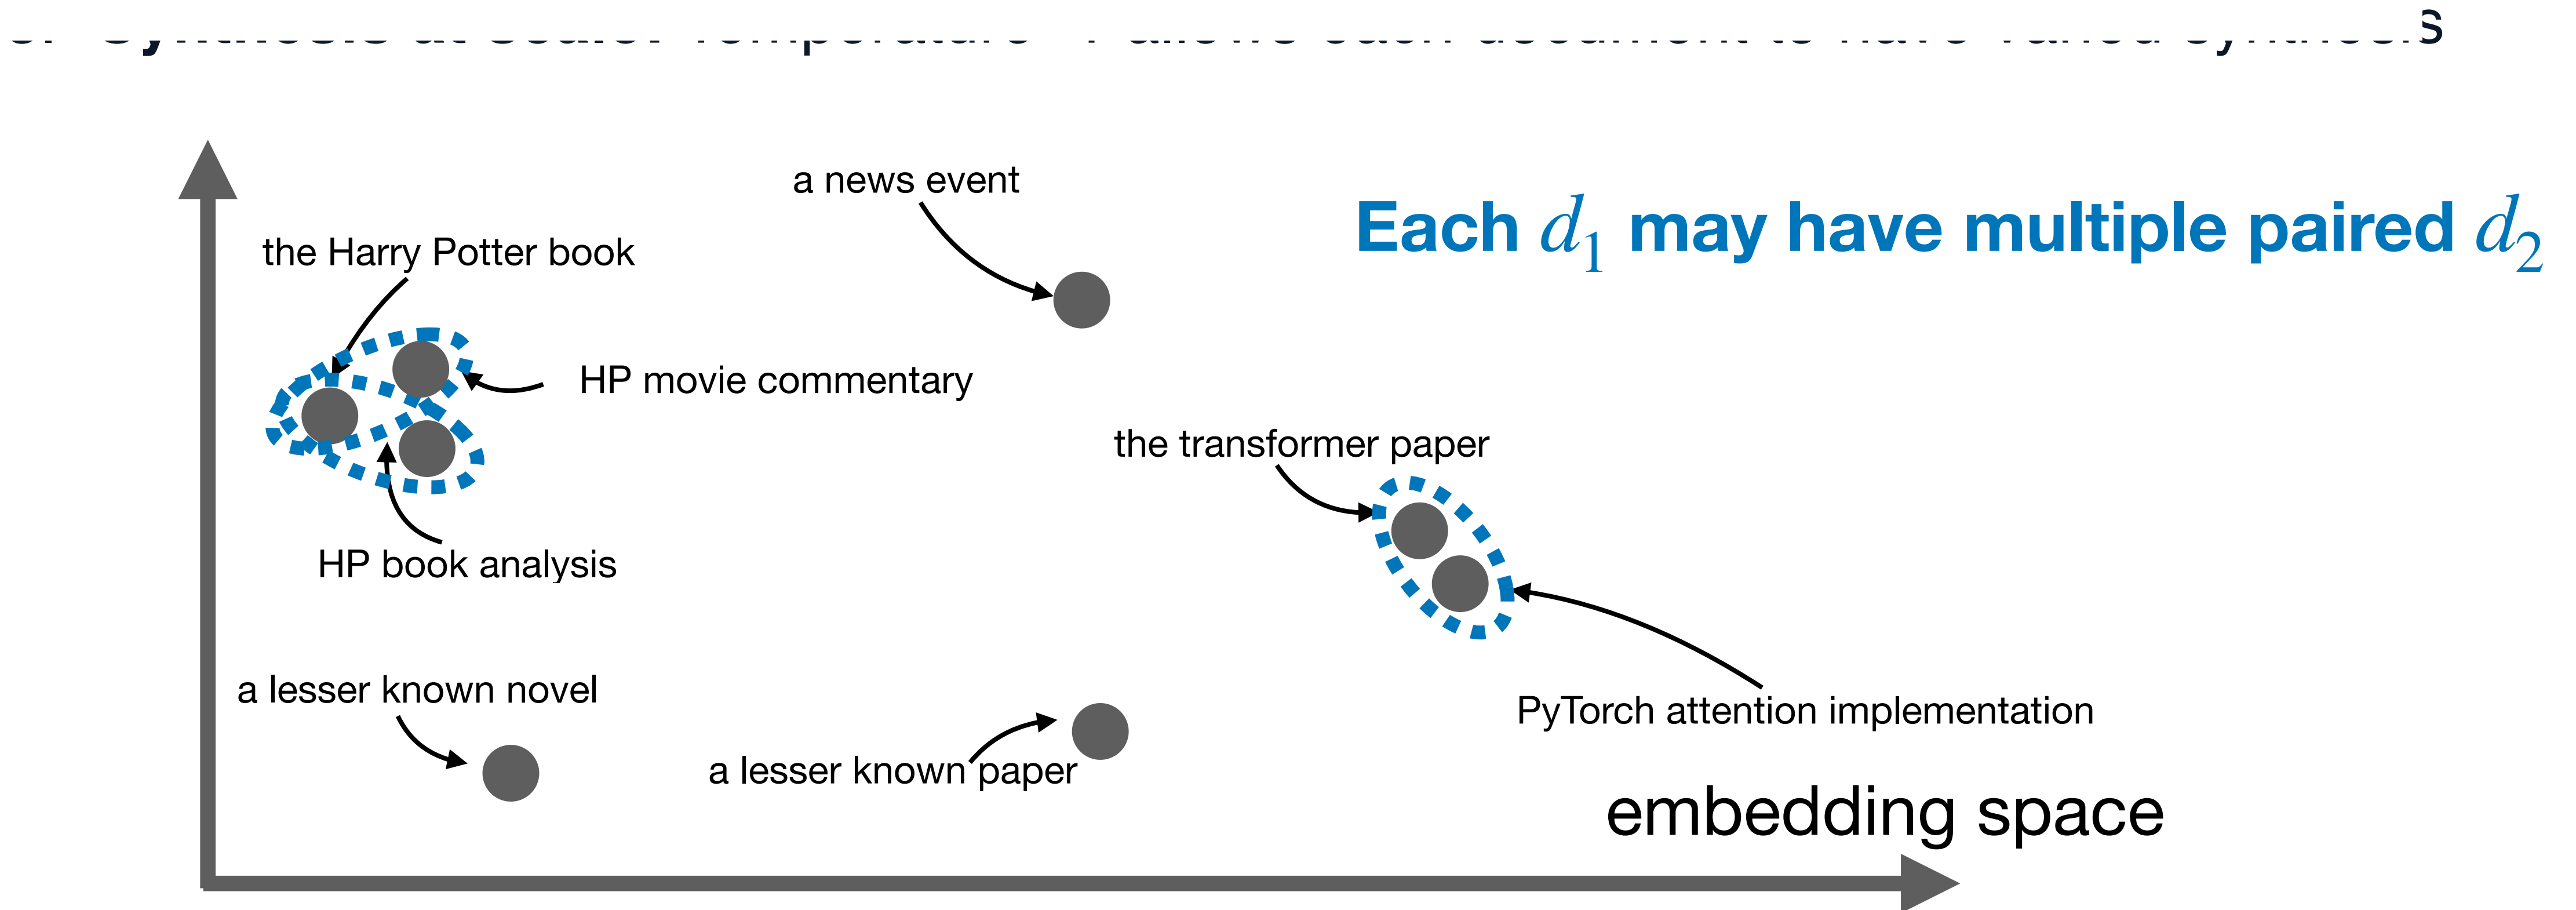 a news event
Each d1 may have multiple paired d2
the Harry Potter book
HP movie commentary
the transformer paper
HP book analysis
a lesser known novel
PyTorch attention implementation
a lesser known paper
embedding space